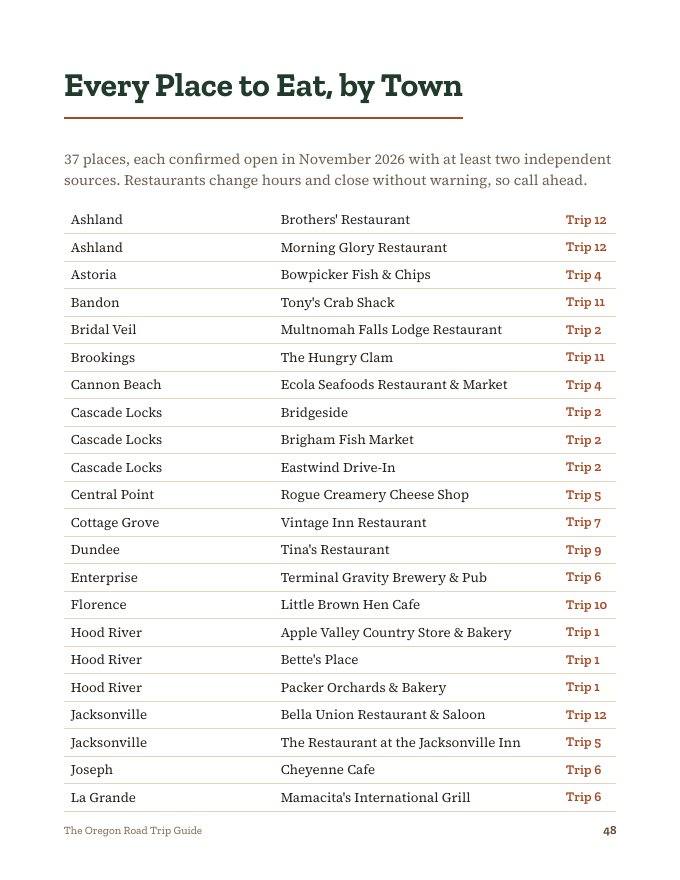 Every Place to Eat, by Town
37 places, each confirmed open in November 2026 with at least two independent
sources. Restaurants change hours and close without warning, so call ahead.
Ashland Brothers' Restaurant Trip 12
Ashland Morning Glory Restaurant Trip 12
Astoria Bowpicker Fish & Chips Trip 4
Bandon Tony's Crab Shack Trip 11
Bridal Veil Multnomah Falls Lodge Restaurant Trip 2
Brookings The Hungry Clam Trip 11
Cannon Beach Ecola Seafoods Restaurant & Market Trip 4
Cascade Locks Bridgeside Trip 2
Cascade Locks Brigham Fish Market Trip 2
Cascade Locks Eastwind Drive-In Trip 2
Central Point Rogue Creamery Cheese Shop Trip 5
Cottage Grove Vintage Inn Restaurant Trip 7
Dundee Tina's Restaurant Trip 9
Enterprise Terminal Gravity Brewery & Pub Trip 6
Florence Little Brown Hen Cafe Trip 10
Hood River Apple Valley Country Store & Bakery Trip 1
Hood River Bette's Place Trip 1
Hood River Packer Orchards & Bakery Trip 1
Jacksonville Bella Union Restaurant & Saloon Trip 12
Jacksonville The Restaurant at the Jacksonville Inn Trip 5
Joseph Cheyenne Cafe Trip 6
La Grande Mamacita's International Grill Trip 6
The Oregon Road Trip Guide 48